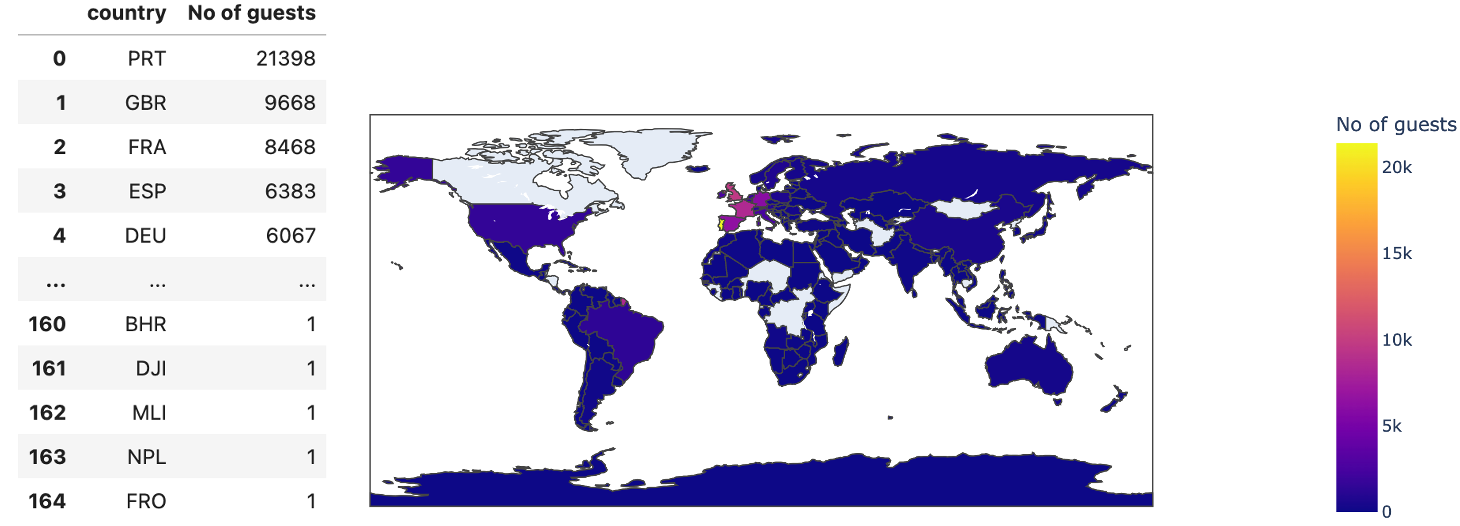 country No of guests
0 PRT 21398
1 GBR 9668
2 FRA 8468
3 ESP 6383
4 DEU 6067
... ... ...
160 BHR 1
161 DJI 1
162 MLI 1
163 NPL 1
164 FRO 1
No of guests
20k
15k
10k
5k
0